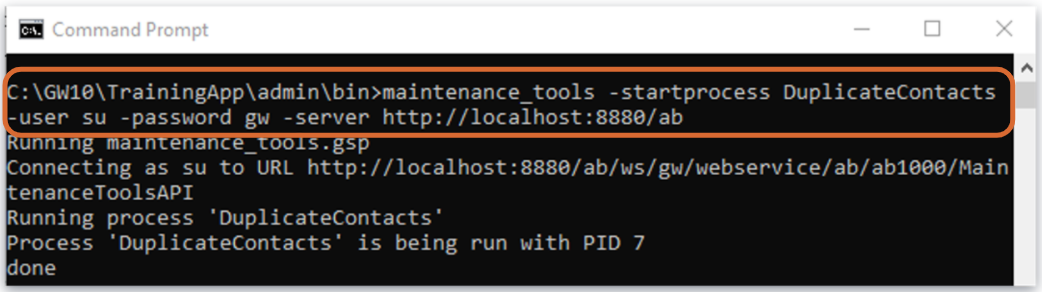 Command Prompt
C:\GW10\TrainingApp\admin\bin>maintenance_tools -startprocess DuplicateContacts
-user su -password gw -server http://localhost:8880/ab
Running maintenance_tools.gsp
Connecting as su to URL http://localhost:8880/ab/ws/gw/webservice/ab/ab1000/Main
tenanceToolsAPI
Running process 'DuplicateContacts'
Process 'DuplicateContacts' is being run with PID 7
done